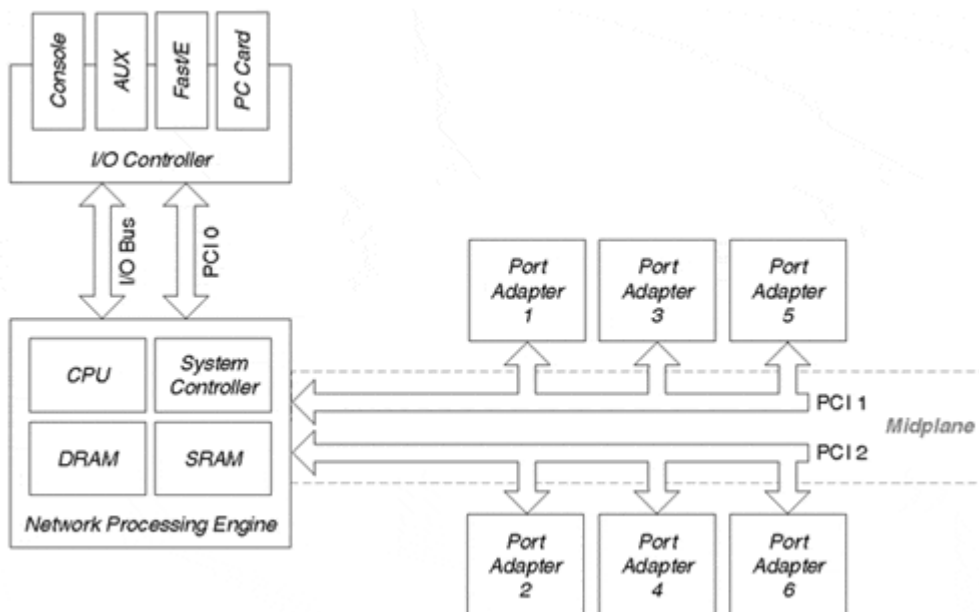 Console
AUX
Fast/E
PC Card
I/O Controller
I/O Bus
PCI 0
CPU
System
Controller
DRAM
SRAM
Network Processing Engine
Port
Adapter
1
Port
Adapter
3
Port
Adapter
5
PCI 1
Midplane
PCI 2
Port
Adapter
2
Port
Adapter
4
Port
Adapter
6